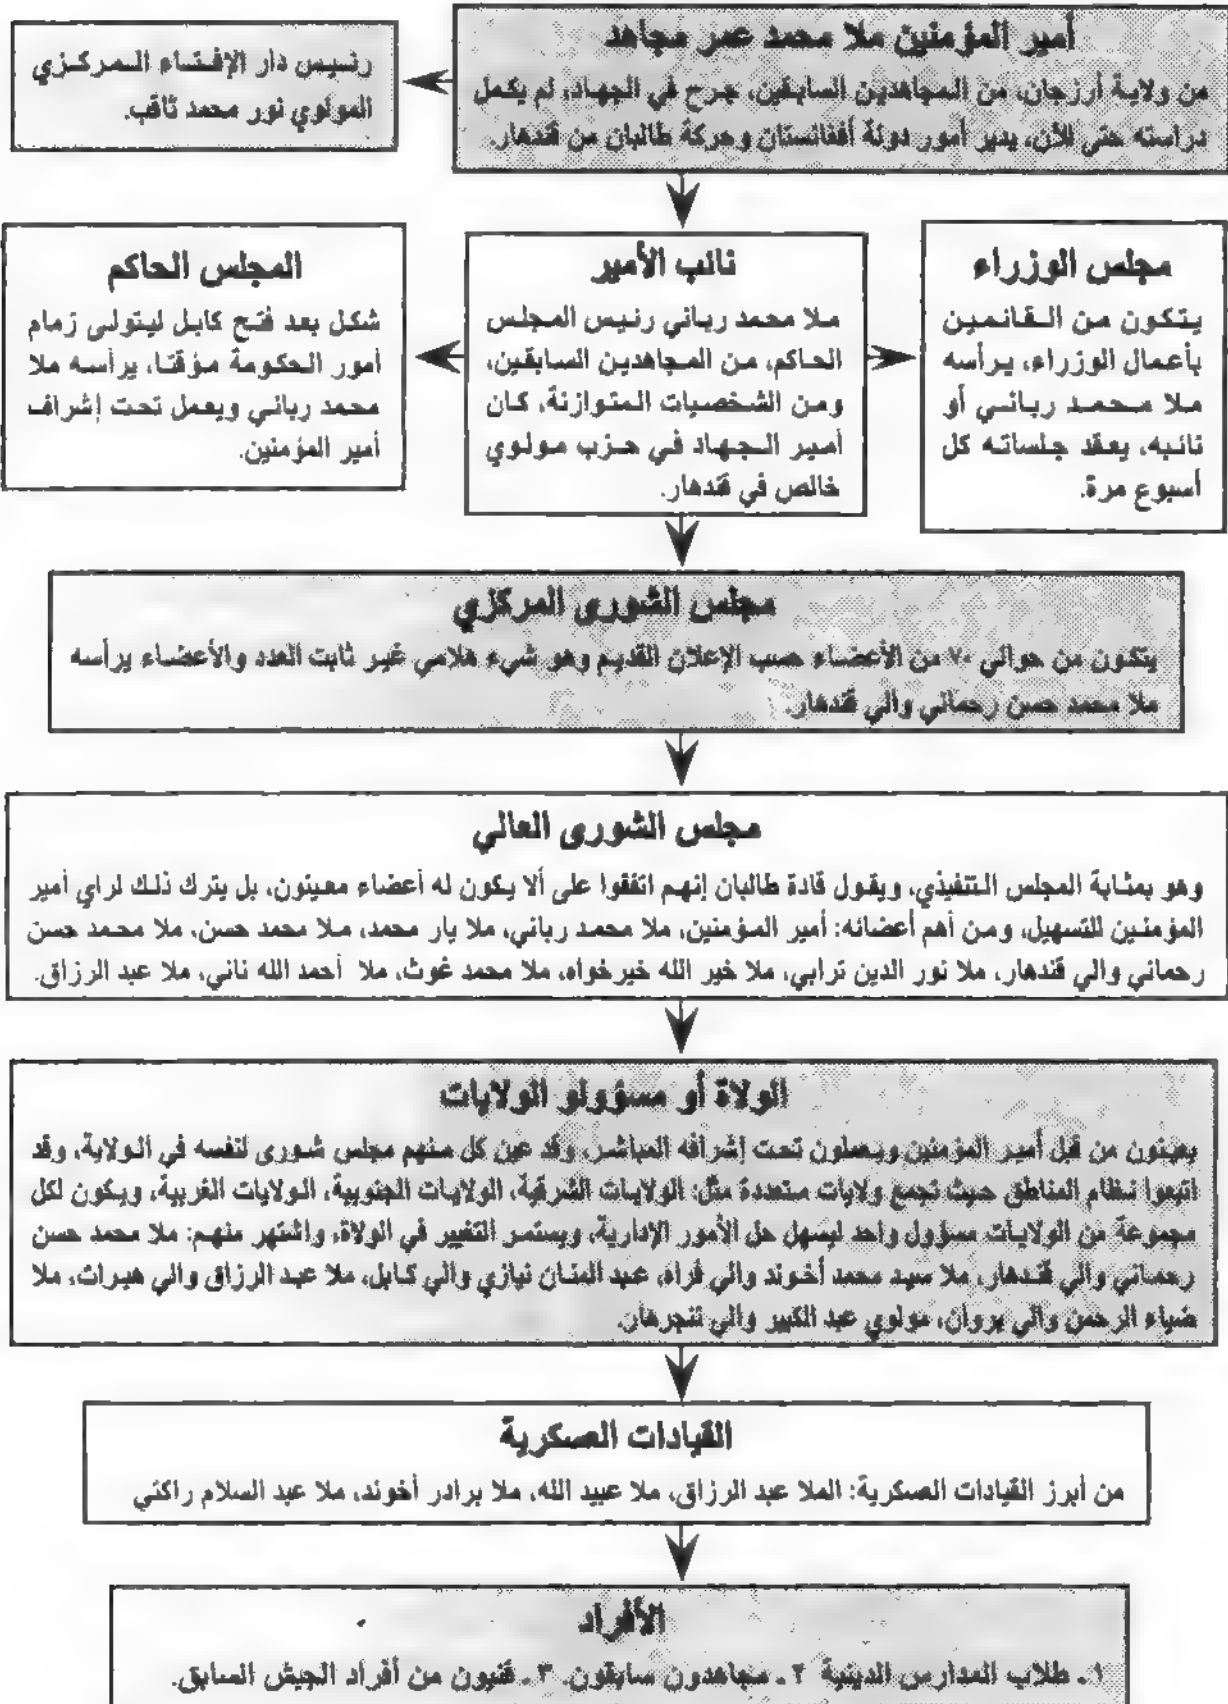 أمير المؤمنين ملا محمد عمر مجاهد
من ولاية أرزجان، من المجاهدين السابقين، جرح في الجهاد، لم يكمل
دراسته حتى الآن، يدير أمور دولة أفغانستان وحركة طالبان من قندهار.
رئيس دار الإفتاء المركزي
المولوي نور محمد ثاقب.
مجلس الوزراء
يتكون من القائمين
بأعمال الوزراء، يرأسه
ملا محمد رباني أو
نائبه، يعقد جلساته كل
أسبوع مرة.
نائب الأمير
ملا محمد رباني رئيس المجلس
الحاكم، من المجاهدين السابقين،
ومن الشخصيات المتوازنة، كان
أمير الجهاد في حزب مولوي
خالص في قندهار.
المجلس الحاكم
شكل بعد فتح كابل ليتولى زمام
أمور الحكومة مؤقتا، يرأسه ملا
محمد رباني ويعمل تحت إشراف
أمير المؤمنين.
مجلس الشورى المركزي
يتكون من حوالي ٧٠ من الأعضاء حسب الإعلان القديم وهو شيء هلامي غير ثابت العدد والأعضاء يرأسه
ملا محمد حسن رحماني والي قندهار.
مجلس الشورى العالي
وهو بمثابة المجلس التنفيذي، ويقول قادة طالبان إنهم اتفقوا على ألا يكون له أعضاء معينون، بل يترك ذلك لراي أمير
المؤمنين للتسهيل، ومن أهم أعضائه: أمير المؤمنين، ملا محمد رباني، ملا يار محمد، ملا محمد حسن، ملا محمد حسن
رحماني والي قندهار، ملا نور الدين ترابي، ملا خير الله خيرخواه، ملا محمد غوث، ملا أحمد الله ناني، ملا عبد الرزاق.
الولاة أو مسؤولو الولايات
يعينون من قبل أمير المؤمنين ويعملون تحت إشرافه المباشر، وقد عين كل منهم مجلس شورى لنفسه في الولاية، وقد
اتبعوا نظام المناطق حيث تجمع ولايات متعددة مثل: الولايات الشرقية، الولايات الجنوبية، الولايات الغربية، ويكون لكل
مجموعة من الولايات مسؤول واحد ليسهل حل الأمور الإدارية، ويستمر التغيير في الولاة، واشتهر منهم: ملا محمد حسن
رحماني والي قندهار، ملا سيد محمد أخوند والي فراه، عبد المنان نيازي والي كابل، ملا عبد الرزاق والي هيرات، ملا
ضياء الرحمن والي بروان، مولوي عبد الكبير والي ننجرهار.
القيادات العسكرية
من أبرز القيادات العسكرية: الملا عبد الرزاق، ملا عبيد الله، ملا برادر أخوند، ملا عبد السلام راكتي
الأفراد
١ـ طلاب المدارس الدينية ٢ ـ مجاهدون سابقون. ٣ ـ فنيون من أفراد الجيش السابق.